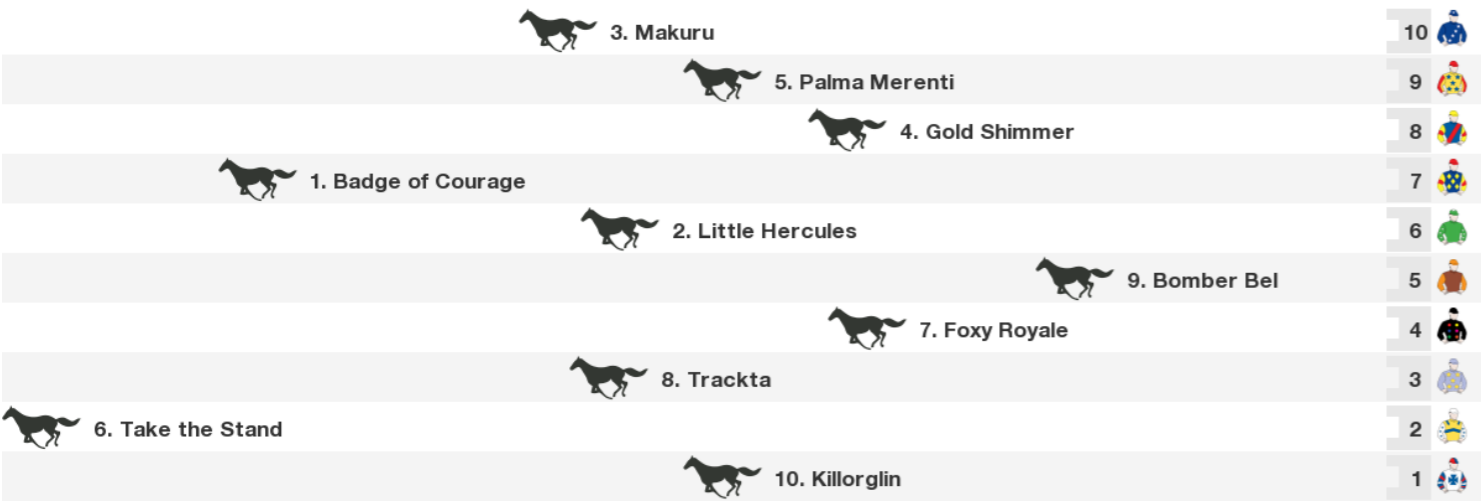 3. Makuru 10
5. Palma Merenti 9
4. Gold Shimmer 8
1. Badge of Courage 7
2. Little Hercules 6
9. Bomber Bel 5
7. Foxy Royale 4
8. Trackta 3
6. Take the Stand 2
10. Killorglin 1